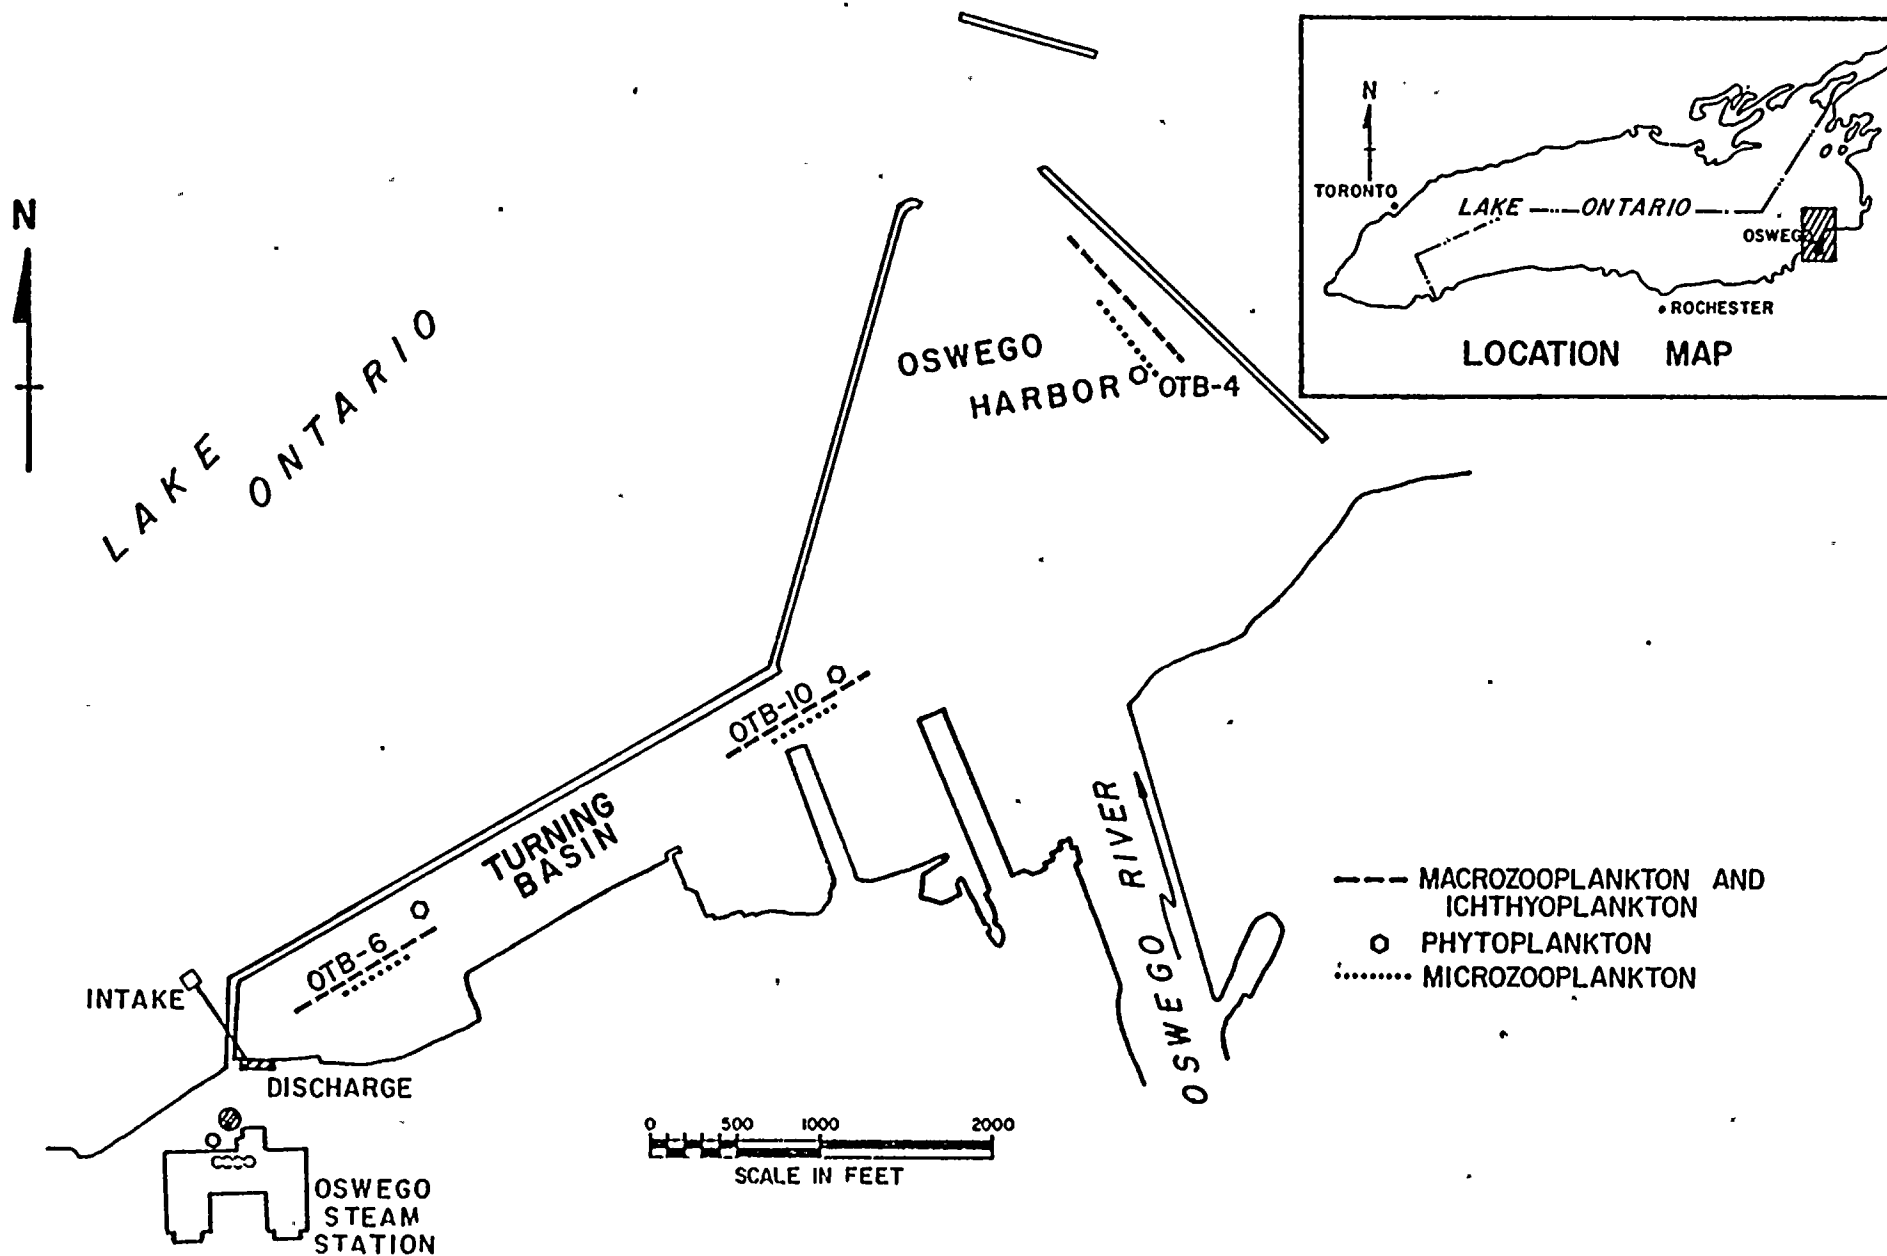 N
LAKE
ONTARIO
OSWEGO
HARBOR
OTB-4
OTB-10
TURNING
BASIN
OTB-6
INTAKE
DISCHARGE
OSWEGO
STEAM
STATION
OSWEGO RIVER
0 500 1000 2000
SCALE IN FEET
MACROZOOPLANKTON AND
ICHTHYOPLANKTON
PHYTOPLANKTON
MICROZOOPLANKTON
N
TORONTO
LAKE ONTARIO
OSWEGO
ROCHESTER
LOCATION MAP